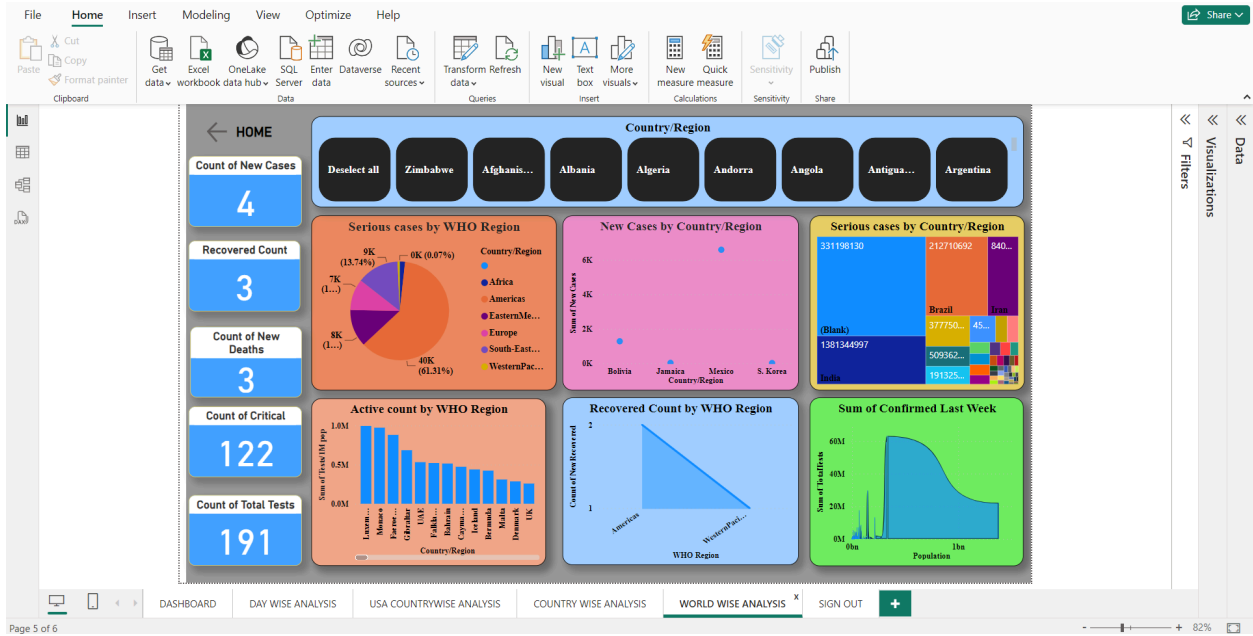 File Home Insert Modeling View Optimize Help
Share
Paste
Cut
Copy
Format painter
Clipboard
Get data
Excel workbook
OneLake data hub
SQL Server
Enter data
Dataverse
Recent sources
Data
Transform data
Refresh
Queries
New visual
Text box
More visuals
Insert
New measure
Quick measure
Calculations
Sensitivity
Sensitivity
Publish
Share
HOME
Count of New Cases
4
Recovered Count
3
Count of New
Deaths
3
Count of Critical
122
Count of Total Tests
191
Country/Region
Deselect all
Zimbabwe
Afghanis...
Albania
Algeria
Andorra
Angola
Antigua...
Argentina
Serious cases by WHO Region
9K
(13.74%)
0K (0.07%)
7K
(1...)
8K
(1...)
40K
(61.31%)
Country/Region
Africa
Americas
EasternMe...
Europe
South-East...
WesternPac...
New Cases by Country/Region
Sum of New Cases
6K
4K
2K
0K
Bolivia Jamaica Mexico S. Korea
Country/Region
Serious cases by Country/Region
331198130
(Blank)
1381344997
India
212710692
Brazil
840...
Iran
377750...
45...
509362...
191325...
Active count by WHO Region
Sum of Tests/1M pop
1.0M
0.5M
0.0M
Luxem...
Monaco
Faeroe...
Gibraltar
UAE
Falkla...
Bahrain
Cayma...
Iceland
Bermuda
Malta
Denmark
UK
Country/Region
Recovered Count by WHO Region
Count of NewRecovered
2
1
Americas
WesternPaci...
WHO Region
Sum of Confirmed Last Week
Sum of TotalTests
60M
40M
20M
0M
0bn 1bn
Population
Filters
Visualizations
Data
DASHBOARD
DAY WISE ANALYSIS
USA COUNTRYWISE ANALYSIS
COUNTRY WISE ANALYSIS
WORLD WISE ANALYSIS
x
SIGN OUT
+
Page 5 of 6
- + 82%